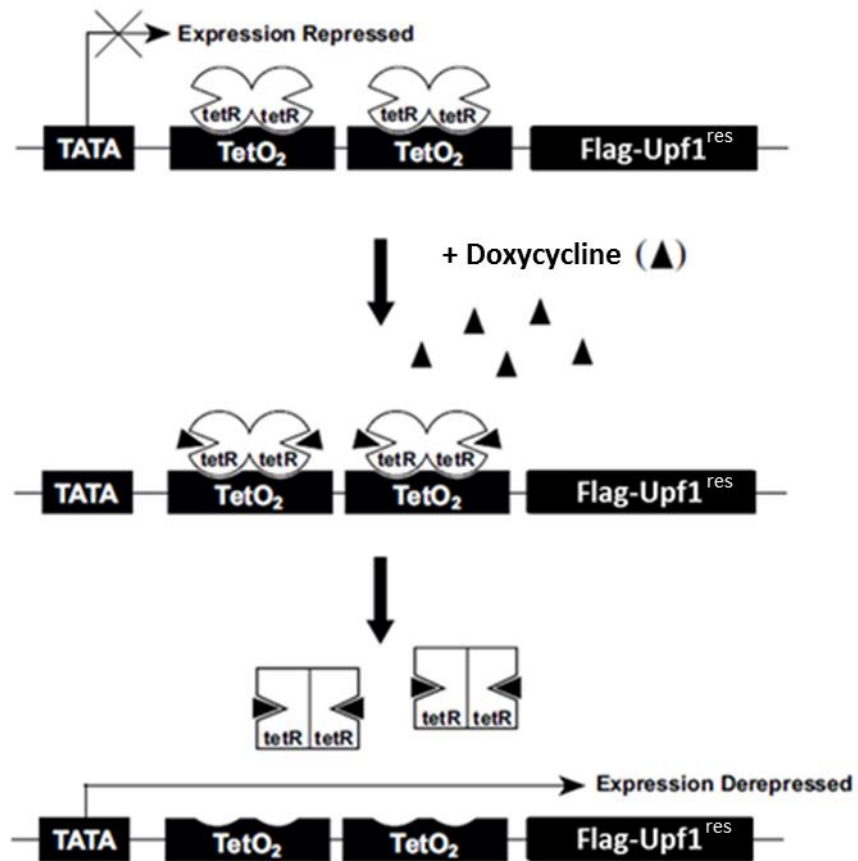 Expression Repressed
tetR tetR tetR tetR
TATA TetO₂ TetO₂ Flag-Upf1ʳᵉˢ
+ Doxycycline (▲)
tetR tetR tetR tetR
TATA TetO₂ TetO₂ Flag-Upf1ʳᵉˢ
tetR tetR
tetR tetR
Expression Derepressed
TATA TetO₂ TetO₂ Flag-Upf1ʳᵉˢ